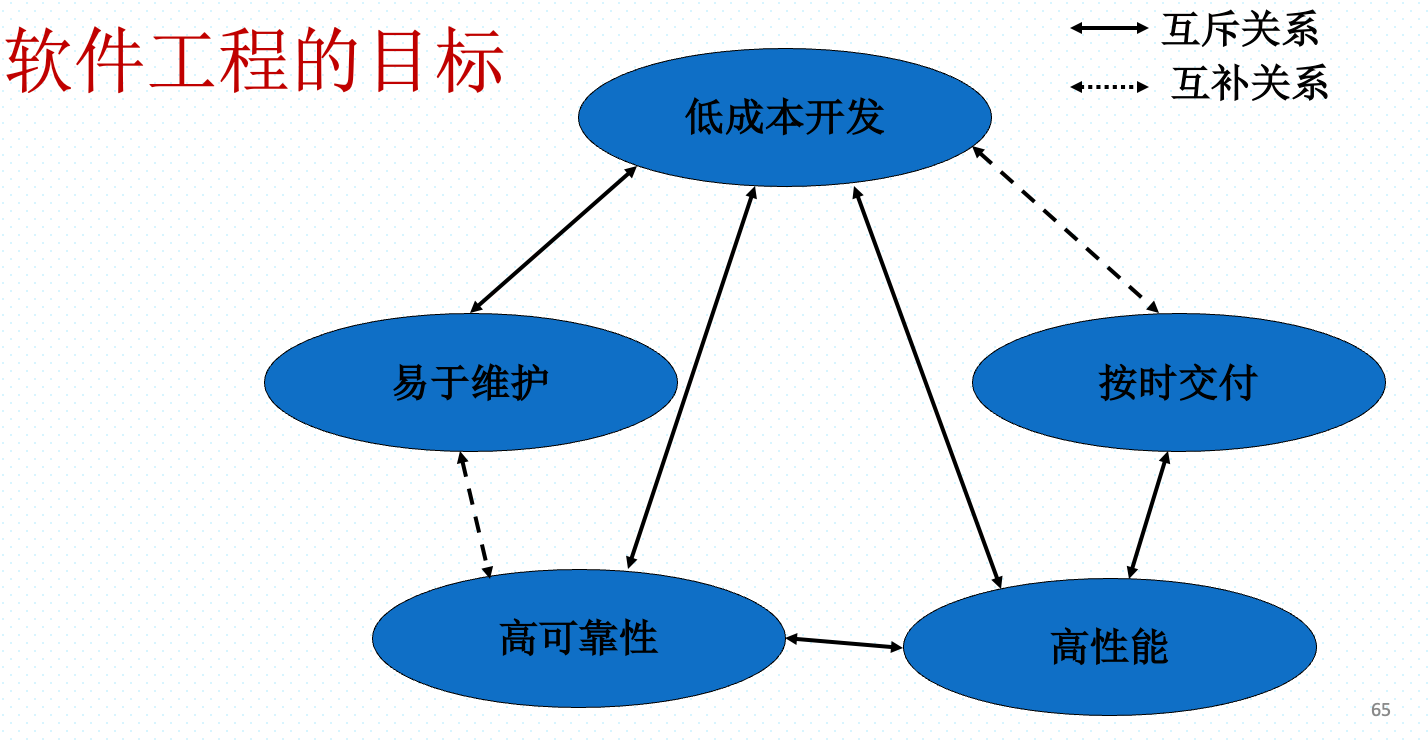 软件工程的目标
互斥关系
互补关系
低成本开发
易于维护
按时交付
高可靠性
高性能
65